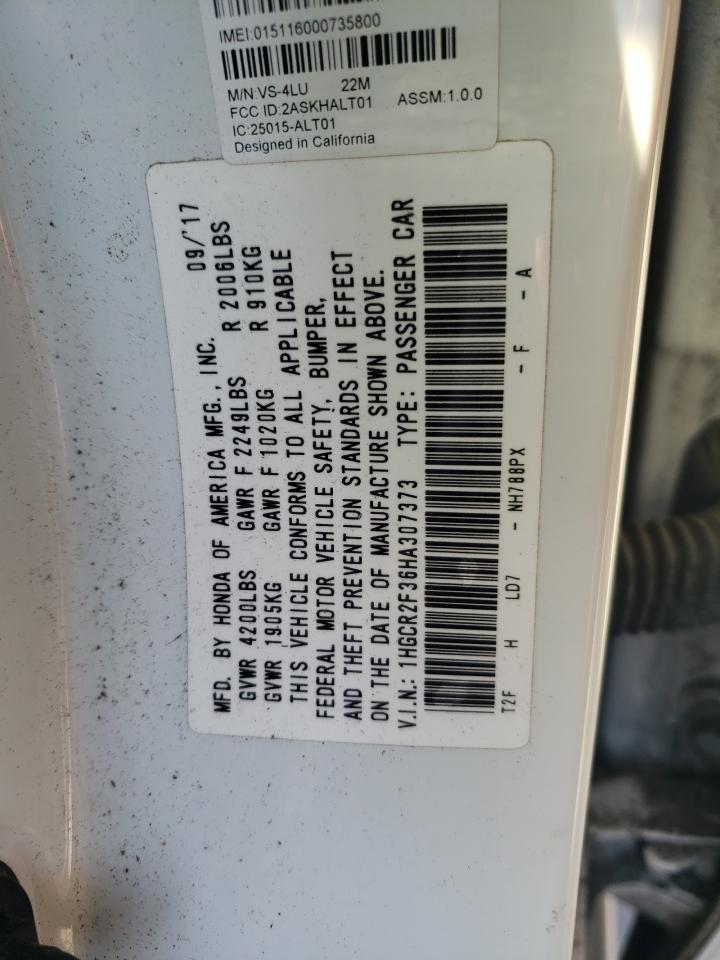 IMEI:015116000735800
M/N:VS-4LU 22M
FCC ID:2ASKHALT01 ASSM:1.0.0
IC:25015-ALT01
Designed in California
MFD. BY HONDA OF AMERICA MFG., INC. 09/'17
GVWR 4200LBS GAWR F 2249LBS R 2006LBS
GVWR 1905KG GAWR F 1020KG R 910KG
THIS VEHICLE CONFORMS TO ALL APPLICABLE
FEDERAL MOTOR VEHICLE SAFETY, BUMPER,
AND THEFT PREVENTION STANDARDS IN EFFECT
ON THE DATE OF MANUFACTURE SHOWN ABOVE.
V.I.N.: 1HGCR2F36HA307373 TYPE: PASSENGER CAR
T2F H LD7 - NH788PX - F - A